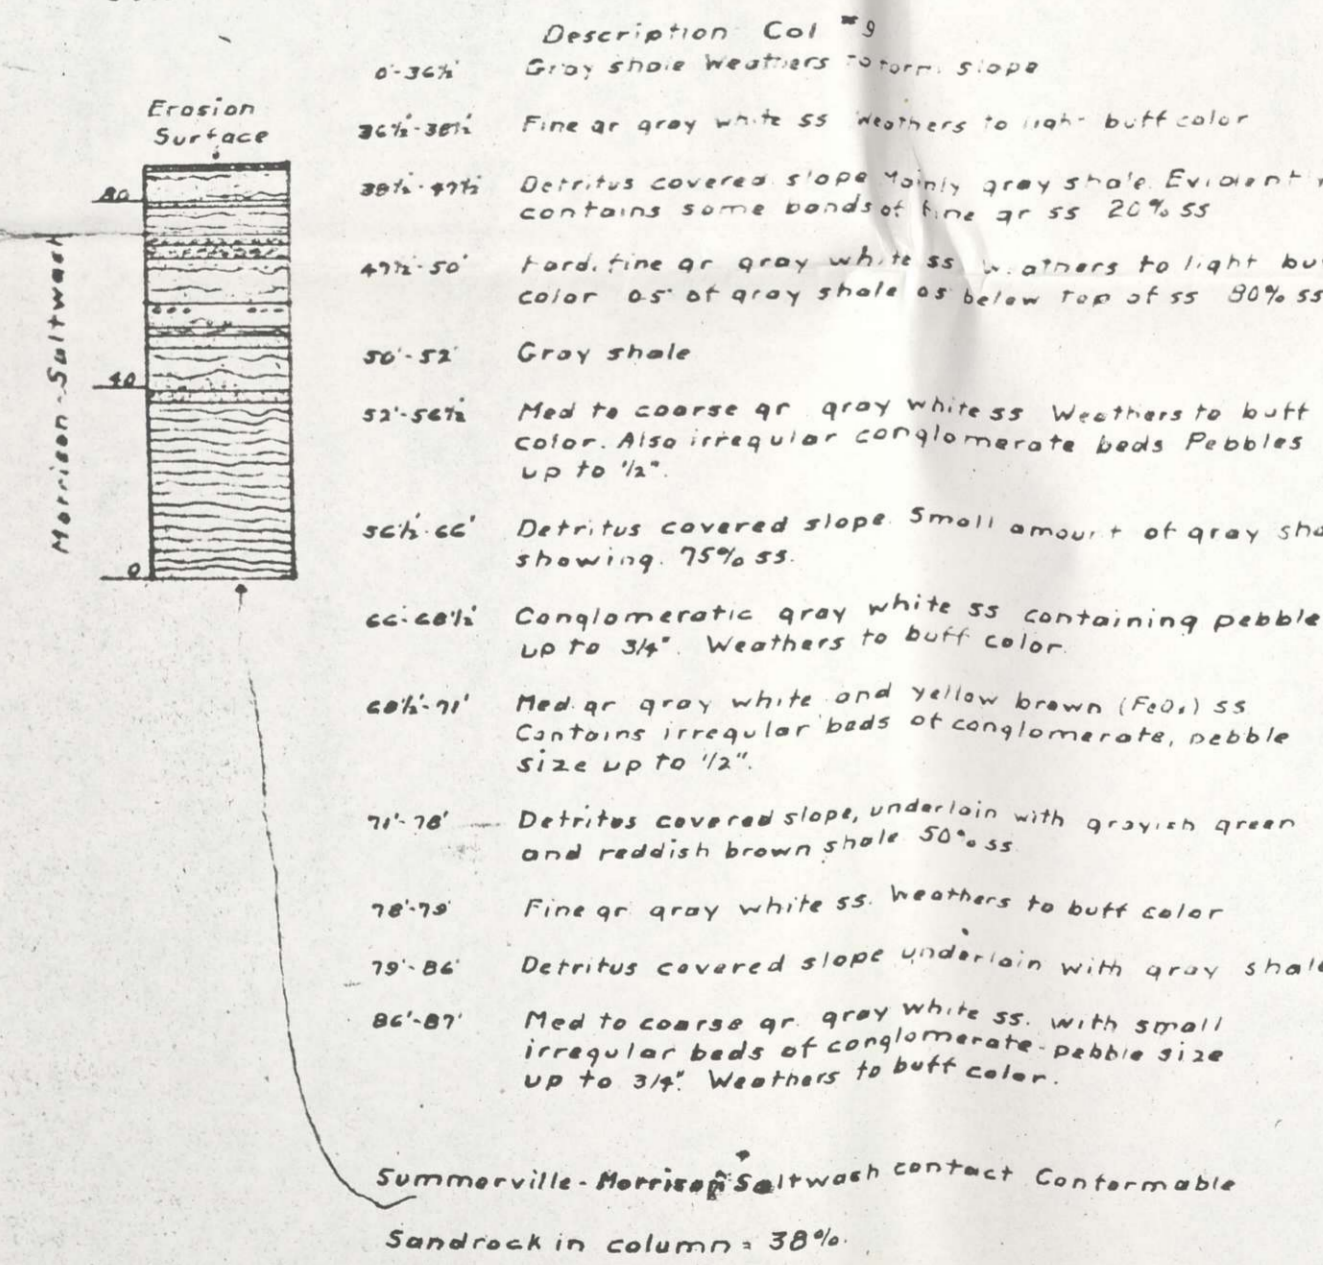 Description Col #9
0'-36½' Gray shale Weathers to form slope
Erosion
Surface
36½'-38½' Fine gr gray white ss Weathers to light buff color
38½'-47½' Detritus covered slope Mainly gray shale. Evidently
contains some bands of fine gr ss 20% ss
80
47½'-50' Hard, fine gr gray white ss Weathers to light bu
color 0.5' of gray shale as below top of ss 80% ss
50'-52' Gray shale
Morrison-Saltwash
40
52'-56½' Med to coarse gr gray white ss Weathers to buff
color. Also irregular conglomerate beds Pebbles
up to 1/2".
56½'-66' Detritus covered slope. Small amount of gray sha
showing. 75% ss.
0
66'-68½' Conglomeratic gray white ss containing pebble
up to 3/4". Weathers to buff color.
68½'-71' Med. gr gray white and yellow brown ss
Contains irregular beds of conglomerate, pebble
size up to 1/2".
71'-78' Detritus covered slope, underlain with grayish green
and reddish brown shale 50% ss
78'-79' Fine gr gray white ss. Weathers to buff color
79'-86' Detritus covered slope underlain with gray shale
86'-87' Med to coarse gr. gray white ss. with small
irregular beds of conglomerate-pebble size
up to 3/4". Weathers to buff color.
Summerville-Morrison Saltwash contact Conformable
Sandrock in column = 38%.